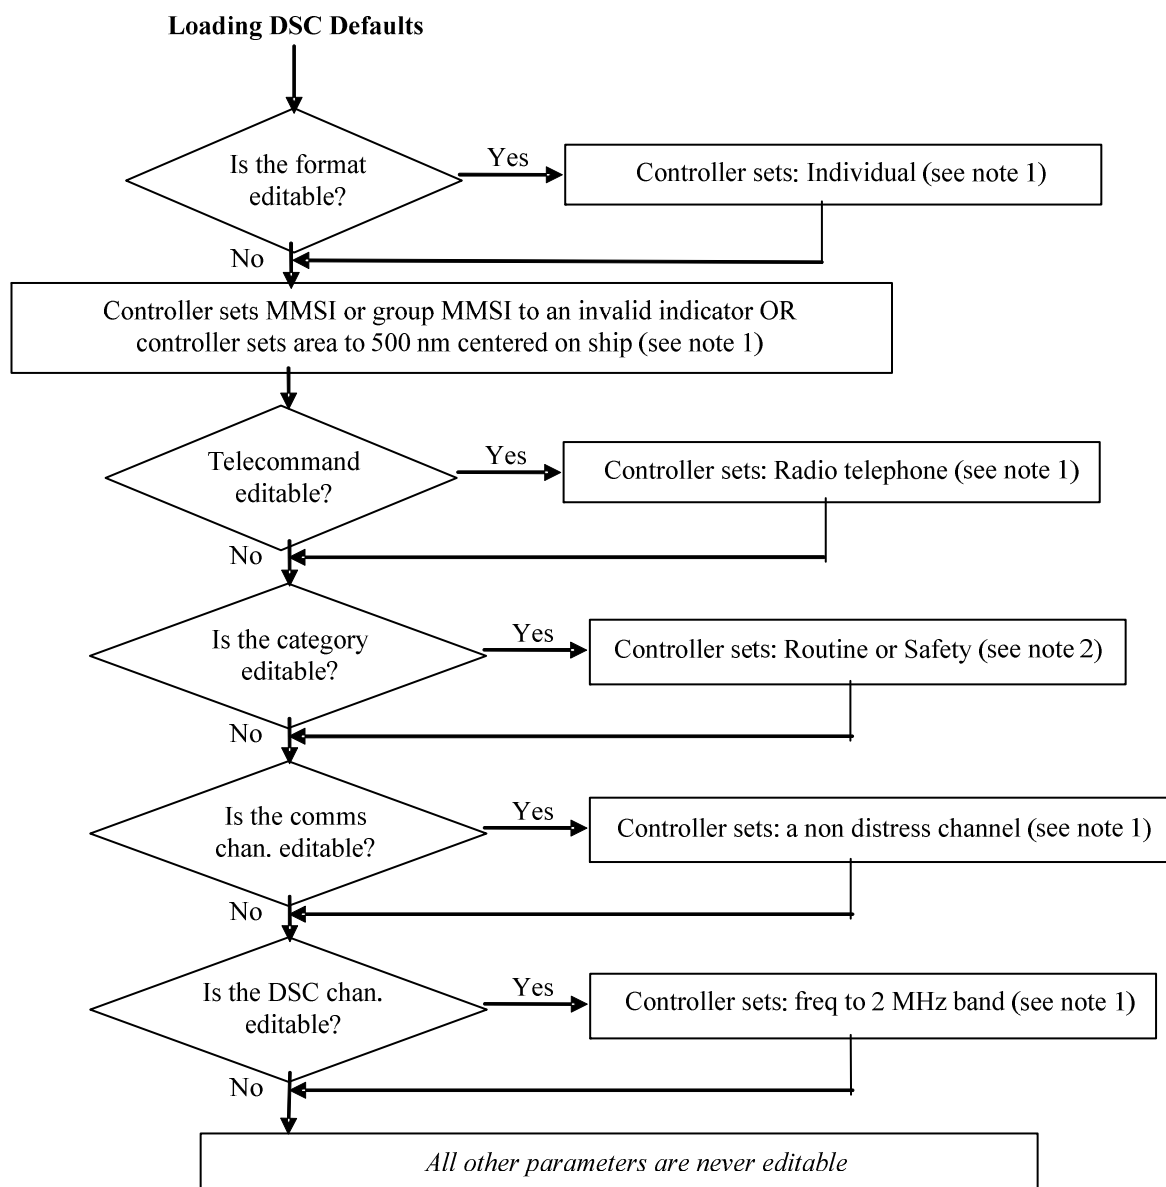 Loading DSC Defaults
Is the format
editable?
Yes
Controller sets: Individual (see note 1)
No
Controller sets MMSI or group MMSI to an invalid indicator OR
controller sets area to 500 nm centered on ship (see note 1)
Telecommand
editable?
Yes
Controller sets: Radio telephone (see note 1)
No
Is the category
editable?
Yes
Controller sets: Routine or Safety (see note 2)
No
Is the comms
chan. editable?
Yes
Controller sets: a non distress channel (see note 1)
No
Is the DSC chan.
editable?
Yes
Controller sets: freq to 2 MHz band (see note 1)
No
All other parameters are never editable